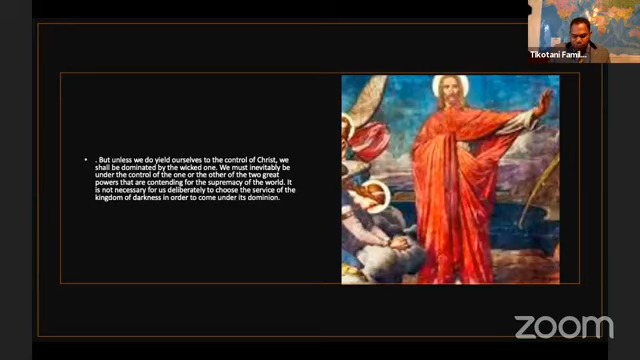 Tikotani Famil...
• . But unless we do yield ourselves to the control of Christ, we
shall be dominated by the wicked one. We must inevitably be
under the control of the one or the other of the two great
powers that are contending for the supremacy of the world. It
is not necessary for us deliberately to choose the service of the
kingdom of darkness in order to come under its dominion.
zoom